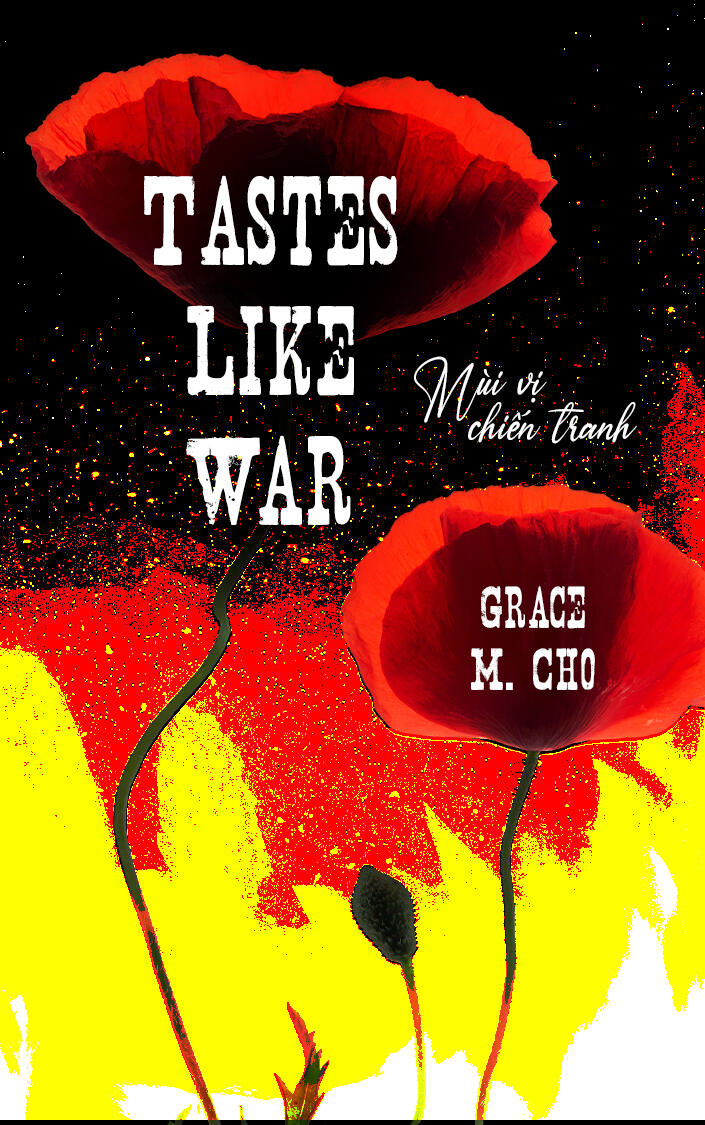 TASTES
LIKE
WAR
Mùi vị
chiến tranh
GRACE
M. CHO